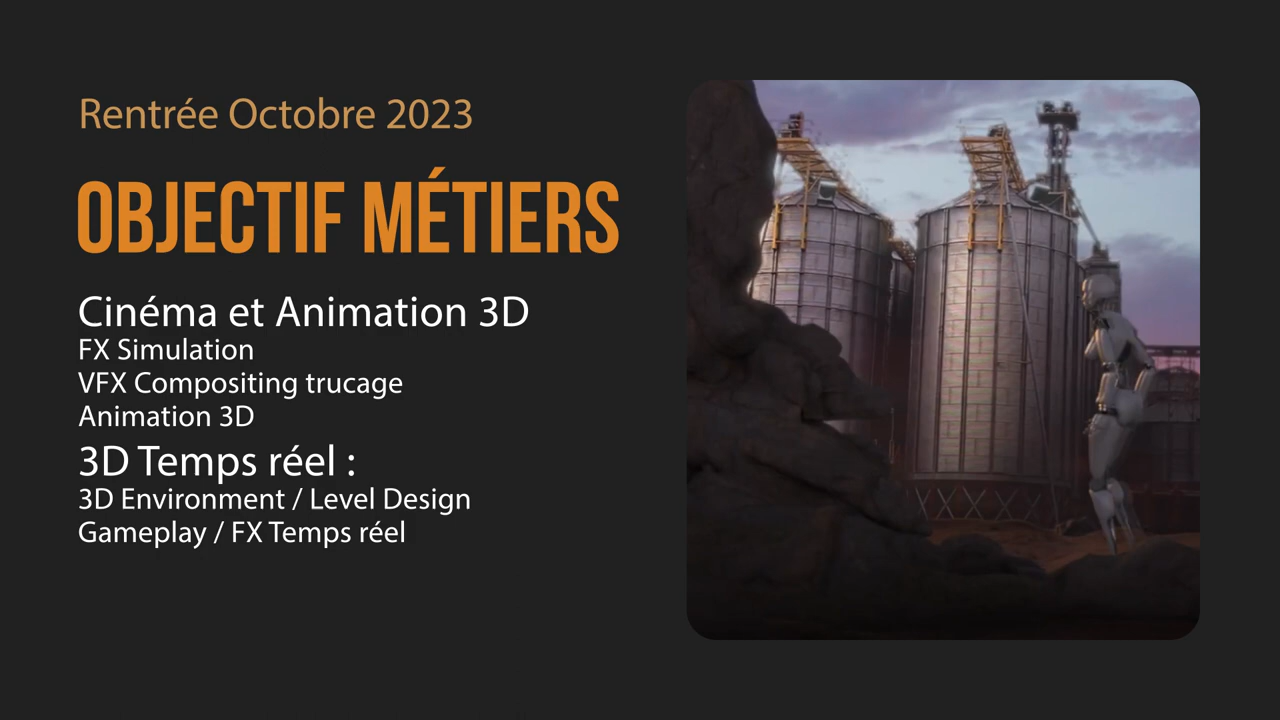 Rentrée Octobre 2023
OBJECTIF MÉTIERS
Cinéma et Animation 3D
FX Simulation
VFX Compositing trucage
Animation 3D
3D Temps réel :
3D Environment / Level Design
Gameplay / FX Temps réel